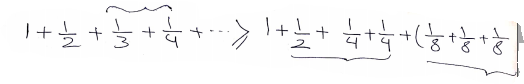 1 + 1/2 + 1/3 + 1/4 + ⋯ ⩾ 1 + 1/2 + 1/4 + 1/4 + (1/8 + 1/8 + 1/8